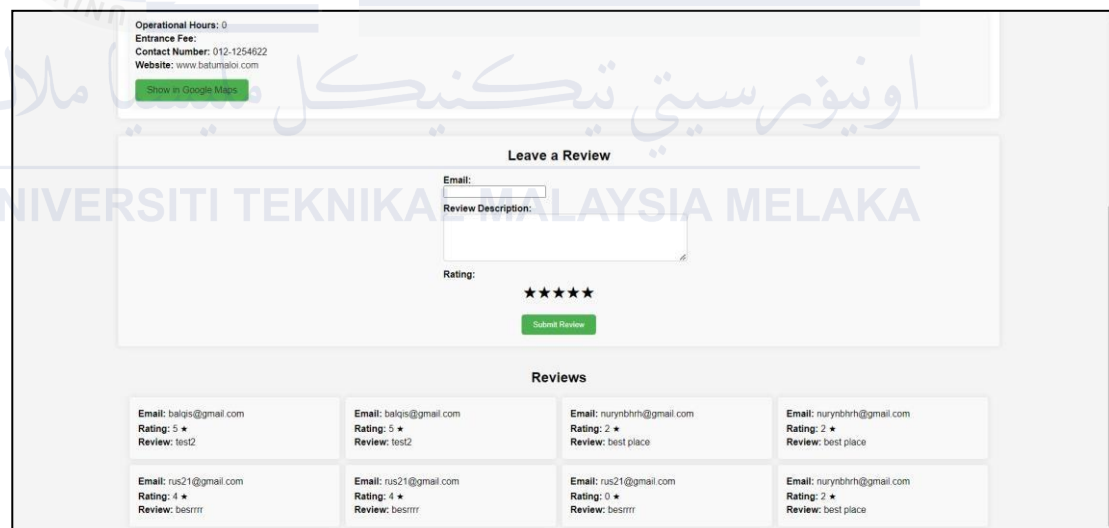 Operational Hours: 0
Entrance Fee:
Contact Number: 012-1254622
Website: www.batumaloi.com
Show in Google Maps
اونيۏرسيتي تيكنيكل مليسيا ملاك
Leave a Review
UNIVERSITI TEKNIKAL MALAYSIA MELAKA
Email:
Review Description:
Rating:
★★★★★
Submit Review
Reviews
Email: balqis@gmail.com Email: balqis@gmail.com Email: nurynbhrh@gmail.com Email: nurynbhrh@gmail.com
Rating: 5 ★ Rating: 5 ★ Rating: 2 ★ Rating: 2 ★
Review: test2 Review: test2 Review: best place Review: best place
Email: rus21@gmail.com Email: rus21@gmail.com Email: rus21@gmail.com Email: nurynbhrh@gmail.com
Rating: 4 ★ Rating: 4 ★ Rating: 0 ★ Rating: 2 ★
Review: besrrrr Review: besrrrr Review: besrrrr Review: best place